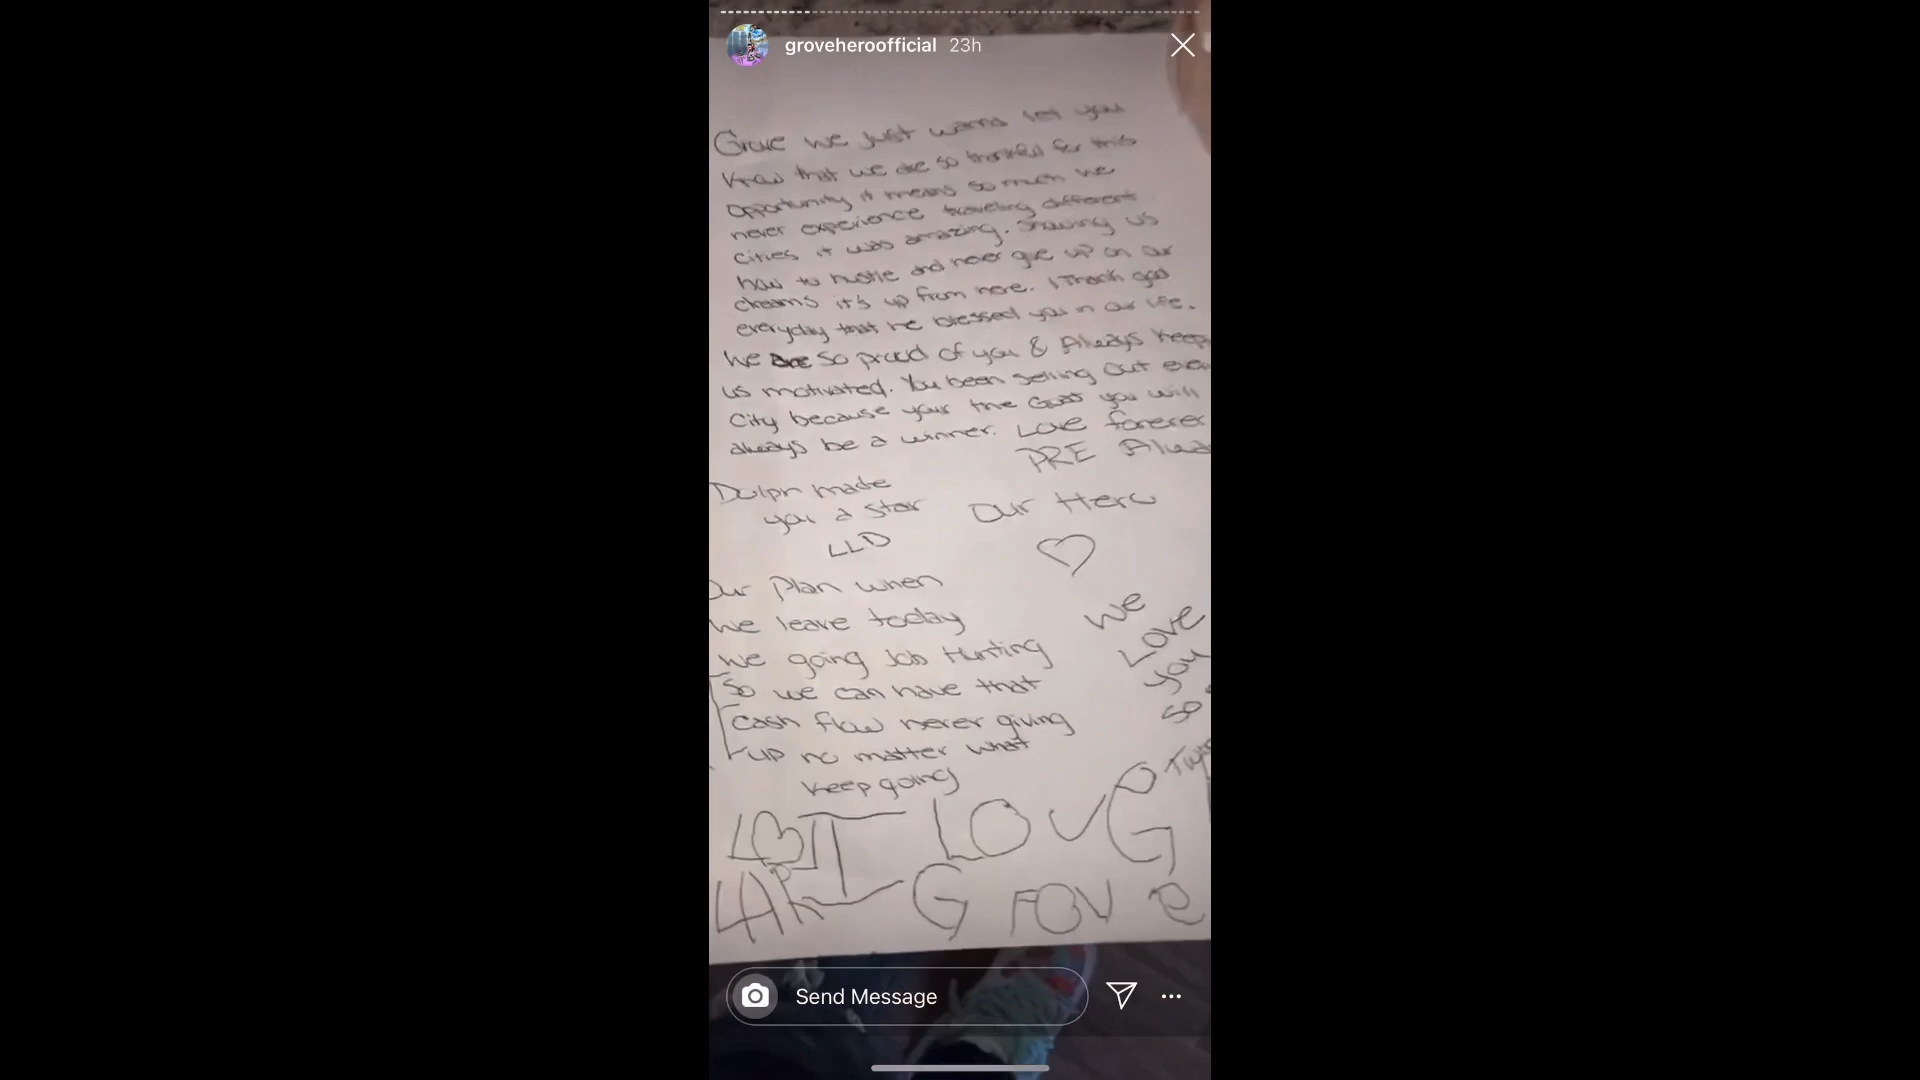 groveheroofficial 23h
Grove we just wanna let you
know that we are so thankful for this
opportunity it means so much we
never experience traveling different
cities it was amazing. Showing us
how to hustle and never give up on our
dreams it's up from here. I Thank god
everyday that he blessed you in our life.
We are so proud of you & Always keep
us motivated. You been selling out ever
City because your the Goat you will
always be a winner. Love forever
PRE Alwa
Dolph made
you a star
LLD
Our Hero
Our Plan when
we leave today
we going Job Hunting
So we can have that
cash flow never giving
up no matter what
keep going
We
Love
you
so
LOVE
G FOV e
Send Message